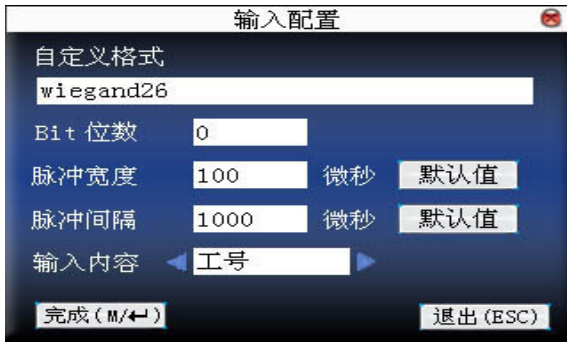 输入配置
自定义格式
wiegand26
Bit 位数 0
脉冲宽度 100 微秒 默认值
脉冲间隔 1000 微秒 默认值
输入内容 工号
完成(M/↵) 退出(ESC)